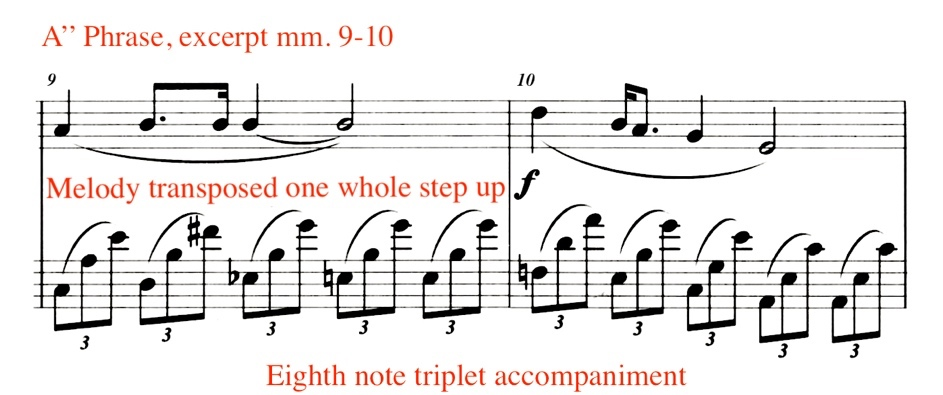 A” Phrase, excerpt mm. 9-10
9 10
Melody transposed one whole step up f
3 3 3 3 3 3 3 3 3 3
Eighth note triplet accompaniment